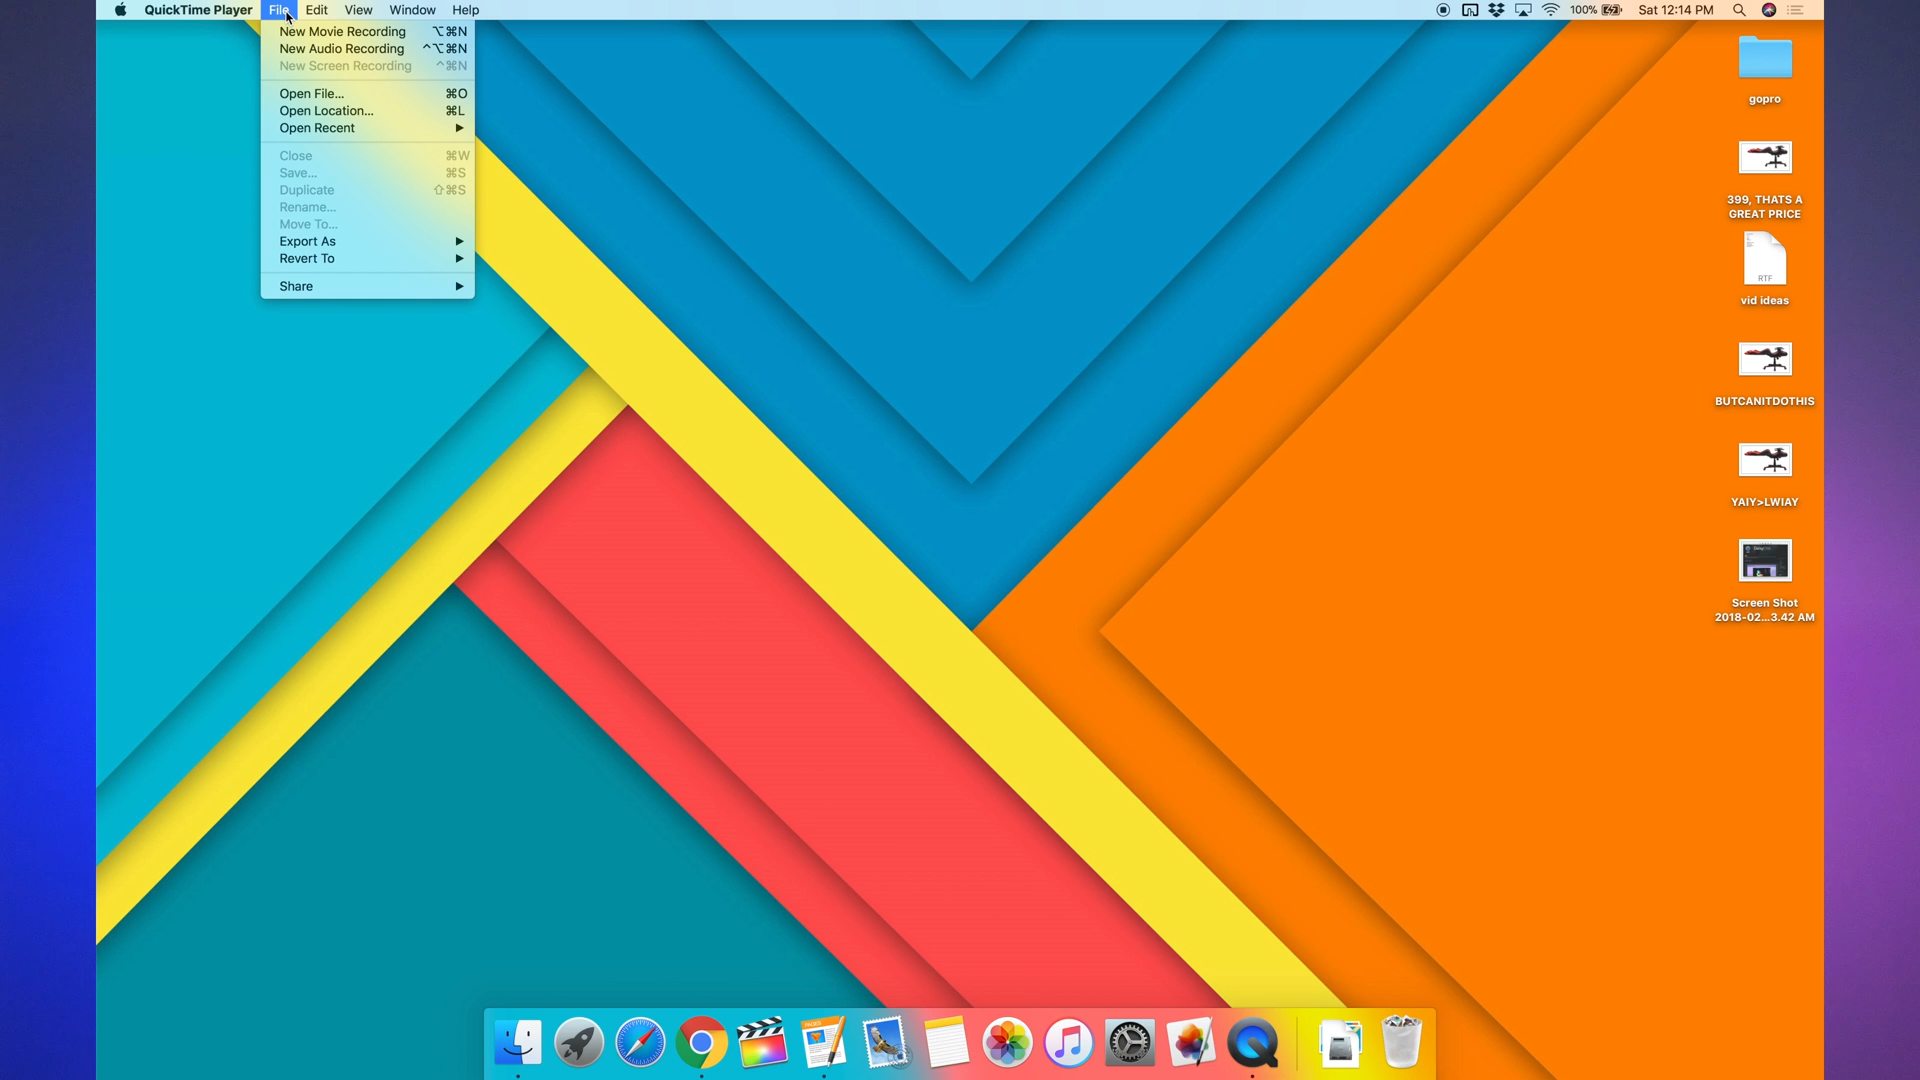 QuickTime Player File Edit View Window Help 100% Sat 12:14 PM
New Movie Recording ⌥⌘N
New Audio Recording ^⌥⌘N
New Screen Recording ^⌘N
Open File... ⌘O
Open Location... ⌘L
Open Recent ▶
Close ⌘W
Save... ⌘S
Duplicate ⇧⌘S
Rename...
Move To...
Export As ▶
Revert To ▶
Share ▶
gopro
399, THATS A
GREAT PRICE
RTF
vid ideas
BUTCANITDOTHIS
YAIY>LWIAY
Screen Shot
2018-02...3.42 AM